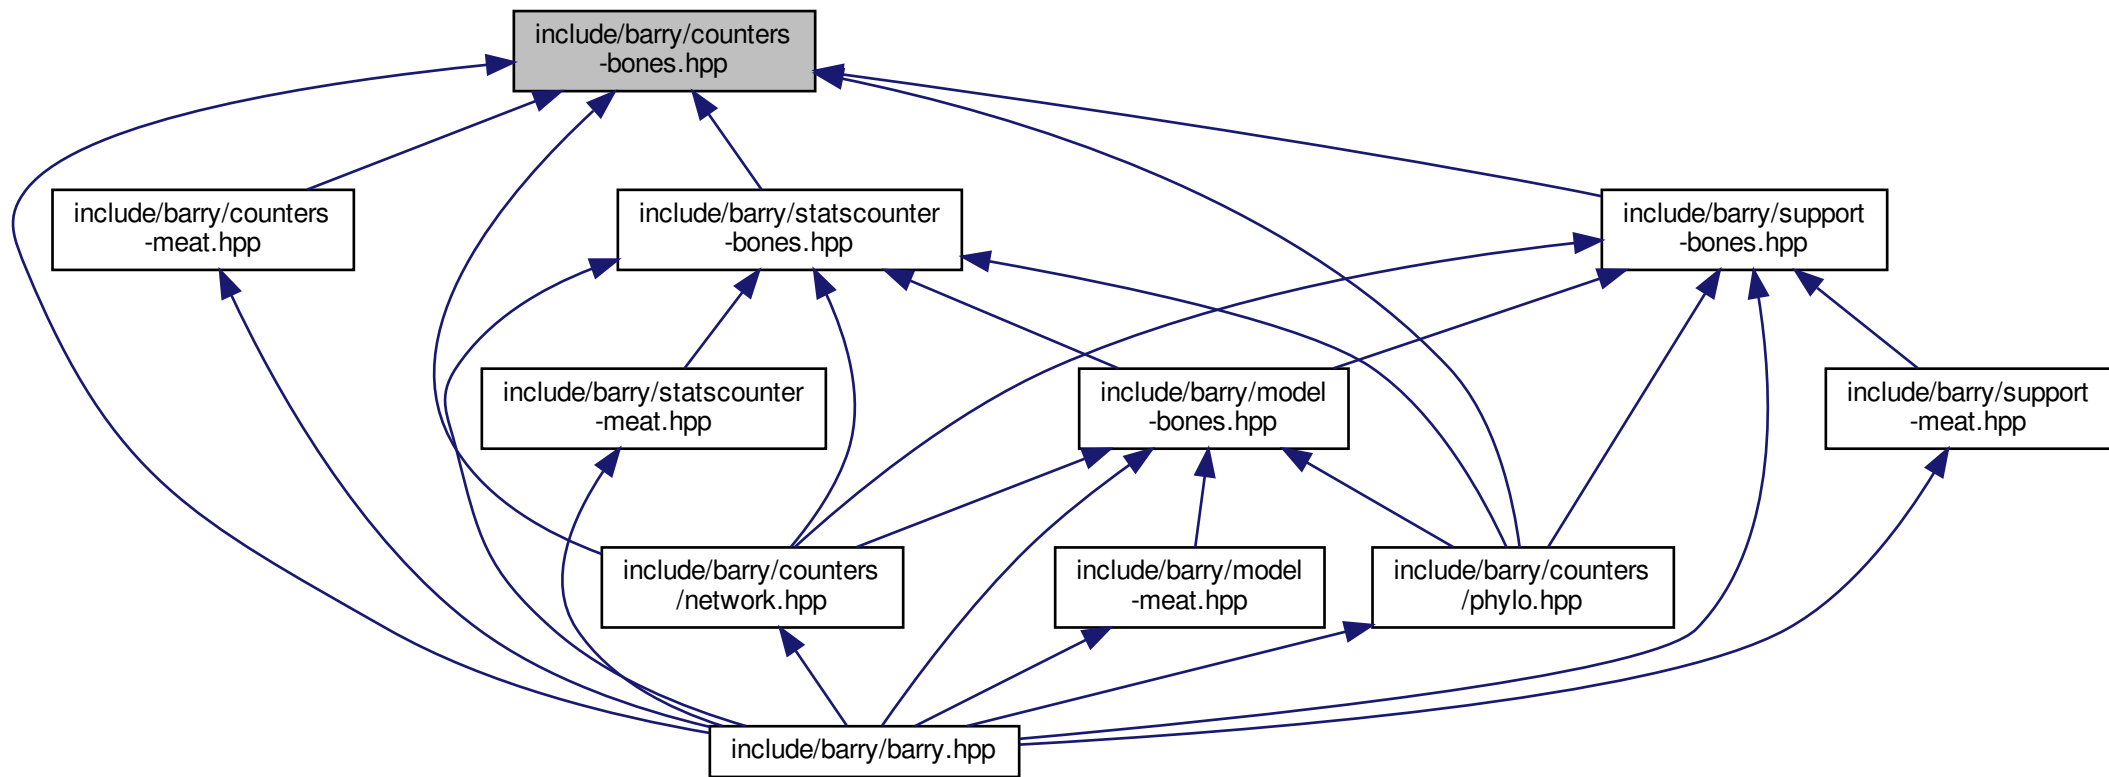 include/barry/counters
-bones.hpp
include/barry/counters
-meat.hpp
include/barry/statscounter
-bones.hpp
include/barry/support
-bones.hpp
include/barry/statscounter
-meat.hpp
include/barry/model
-bones.hpp
include/barry/support
-meat.hpp
include/barry/counters
/network.hpp
include/barry/model
-meat.hpp
include/barry/counters
/phylo.hpp
include/barry/barry.hpp